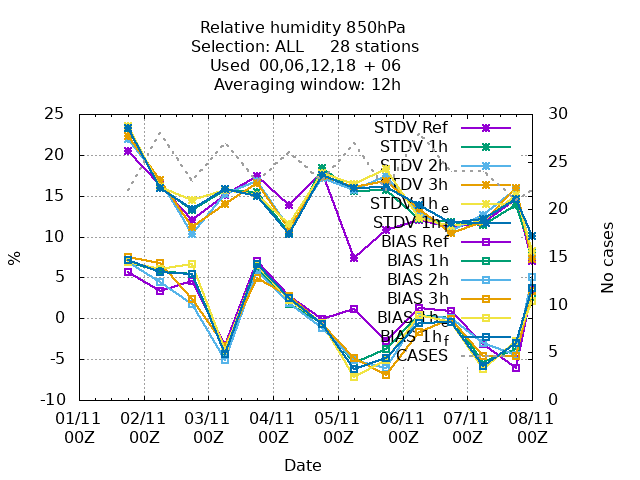 Relative humidity 850hPa
Selection: ALL 28 stations
Used 00,06,12,18 + 06
Averaging window: 12h
25
20
15
10
5
0
-5
-10
%
30
25
20
15
10
5
0
No cases
STDV Ref
STDV 1h
STDV 2h
STDV 3h
STDV 1h_e
STDV 1h_f
BIAS Ref
BIAS 1h
BIAS 2h
BIAS 3h
BIAS 1h_e
BIAS 1h_f
CASES
01/11 02/11 03/11 04/11 05/11 06/11 07/11 08/11
00Z 00Z 00Z 00Z 00Z 00Z 00Z 00Z
Date